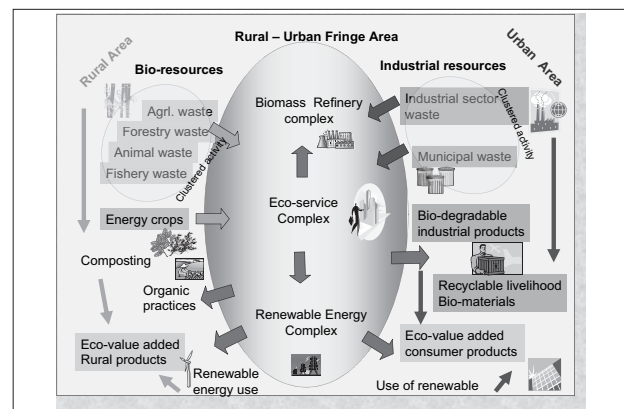 Rural – Urban Fringe Area
Rural Area
Bio-resources
Industrial resources
Urban Area
Agrl. waste
Forestry waste
Animal waste
Fishery waste
Clustered activity
Biomass Refinery
complex
Industrial sector
waste
Municipal waste
Clustered activity
Energy crops
Eco-service
Complex
Composting
Organic
practices
Bio-degradable
industrial products
Recyclable livelihood
Bio-materials
Renewable Energy
Complex
Eco-value added
Rural products
Renewable
energy use
Eco-value added
consumer products
Use of renewable